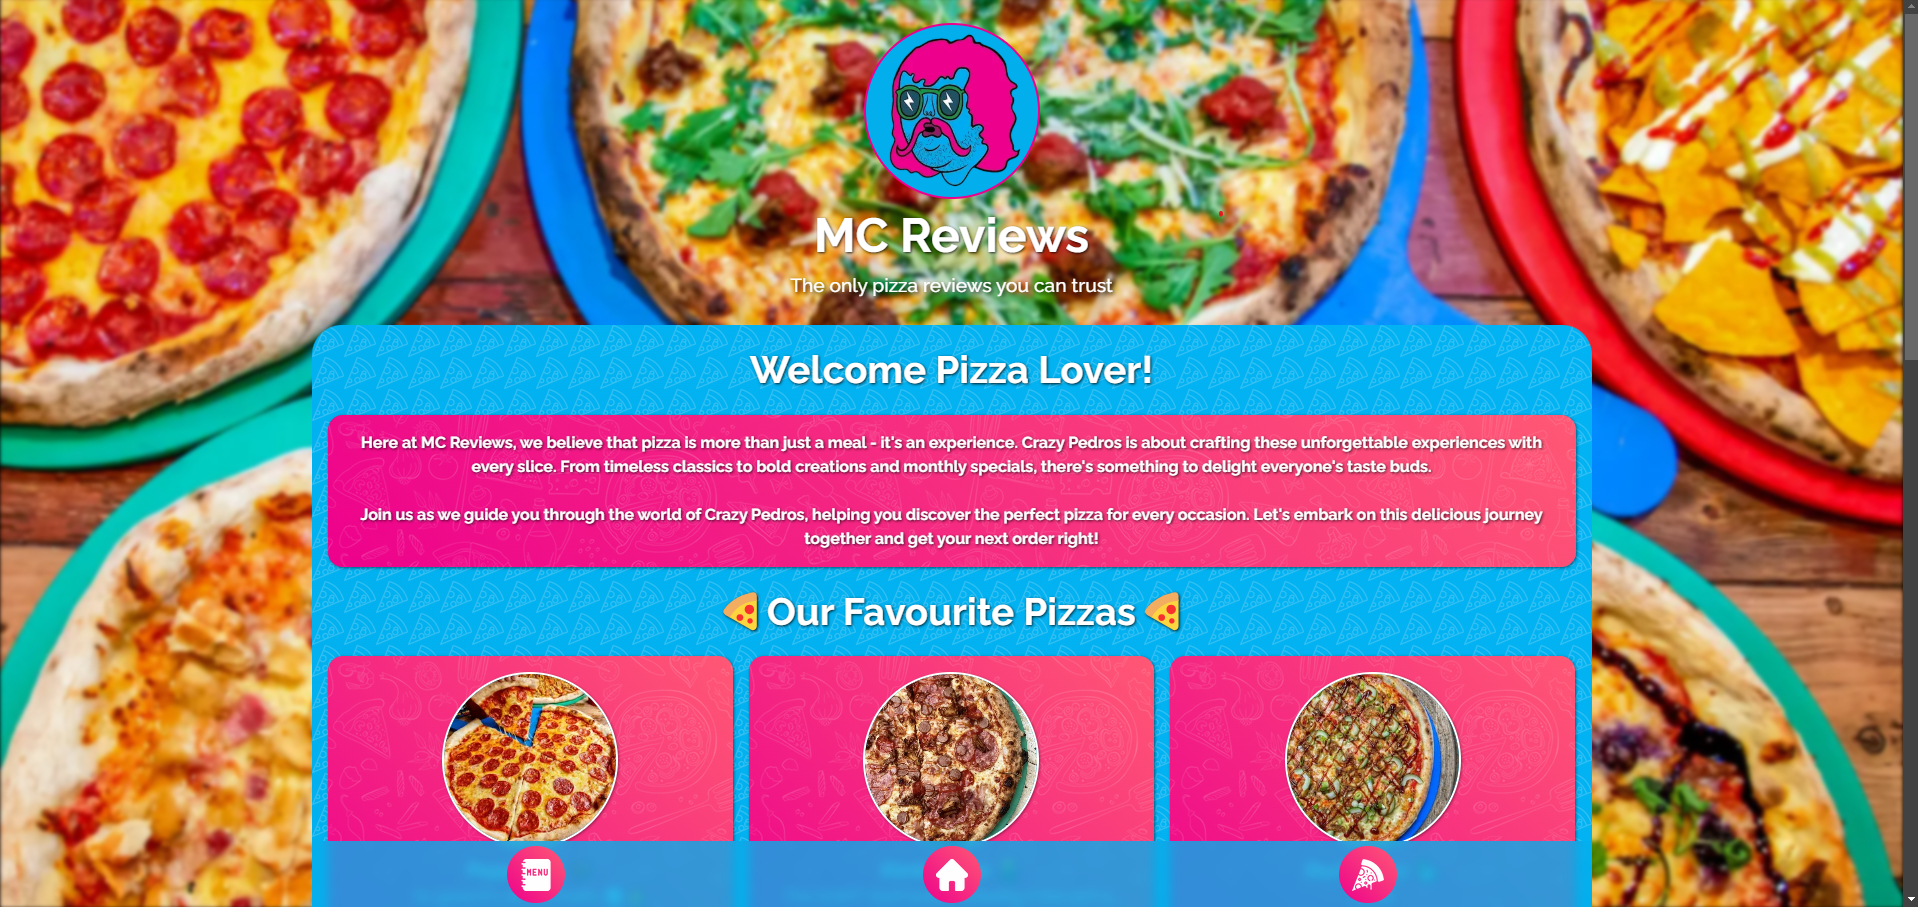 MC Reviews
The only pizza reviews you can trust
Welcome Pizza Lover!
Here at MC Reviews, we believe that pizza is more than just a meal - it's an experience. Crazy Pedros is about crafting these unforgettable experiences with
every slice. From timeless classics to bold creations and monthly specials, there's something to delight everyone's taste buds.
Join us as we guide you through the world of Crazy Pedros, helping you discover the perfect pizza for every occasion. Let's embark on this delicious journey
together and get your next order right!
Our Favourite Pizzas
MENU